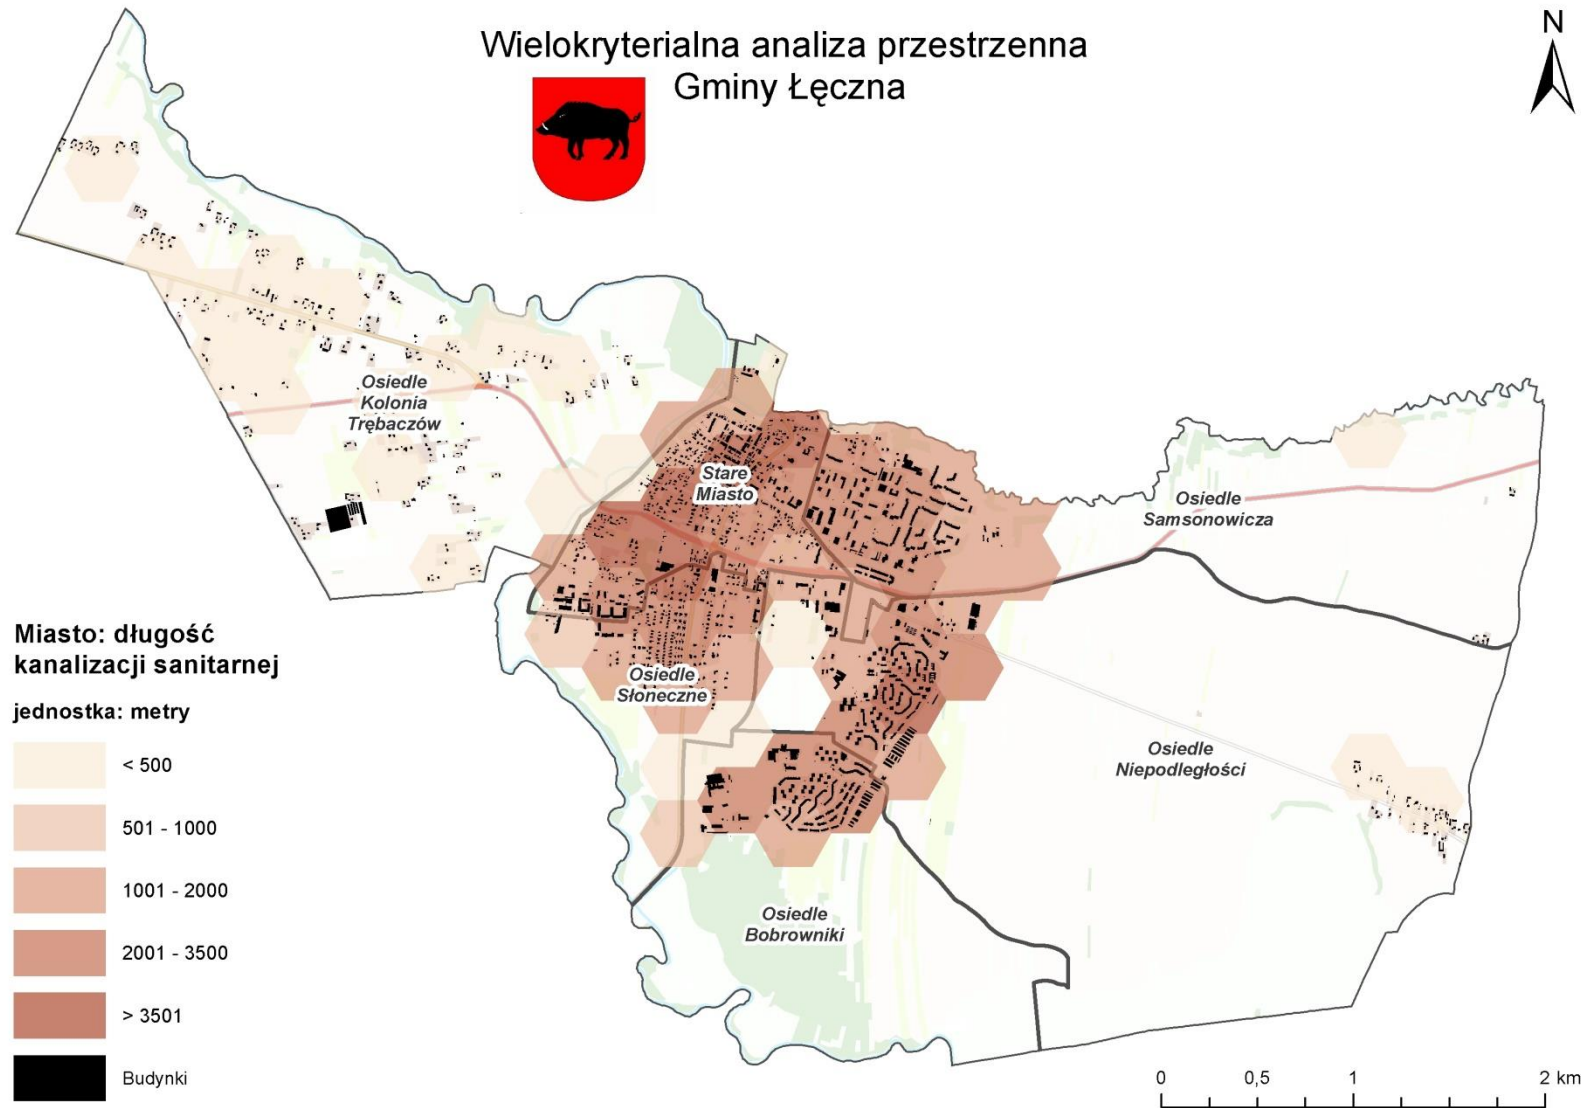 Wielokryterialna analiza przestrzenna
Gminy Łęczna
N
Osiedle
Kolonia
Trębaczów
Stare
Miasto
Osiedle
Samsonowicza
Osiedle
Słoneczne
Osiedle
Niepodległości
Osiedle
Bobrowniki
Miasto: długość
kanalizacji sanitarnej
jednostka: metry
< 500
501 - 1000
1001 - 2000
2001 - 3500
> 3501
Budynki
0 0,5 1 2 km